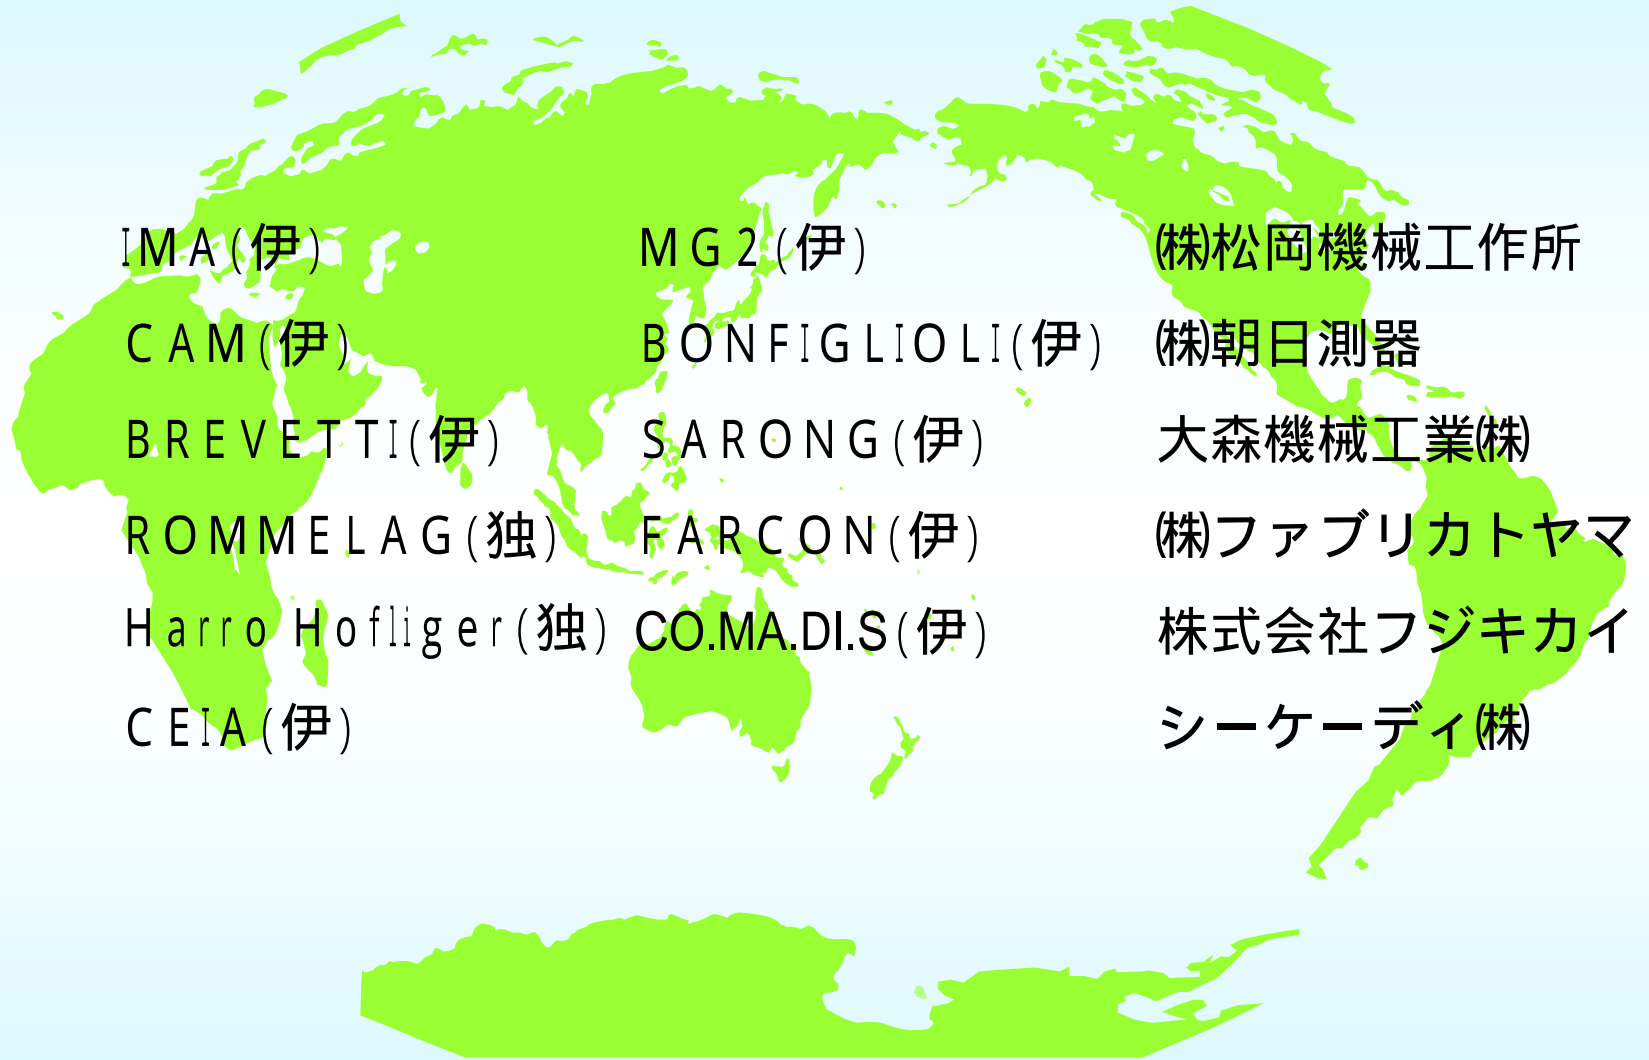 IMA(伊)
CAM(伊)
BREVETTI(伊)
ROMMELAG(独)
Harro Hofliger(独)
CEIA(伊)
MG2(伊)
BONFIGLIOLI(伊)
SARONG(伊)
FARCON(伊)
CO.MA.DI.S(伊)
㈱松岡機械工作所
㈱朝日測器
大森機械工業㈱
㈱ファブリカトヤマ
株式会社フジキカイ
シーケーディ㈱